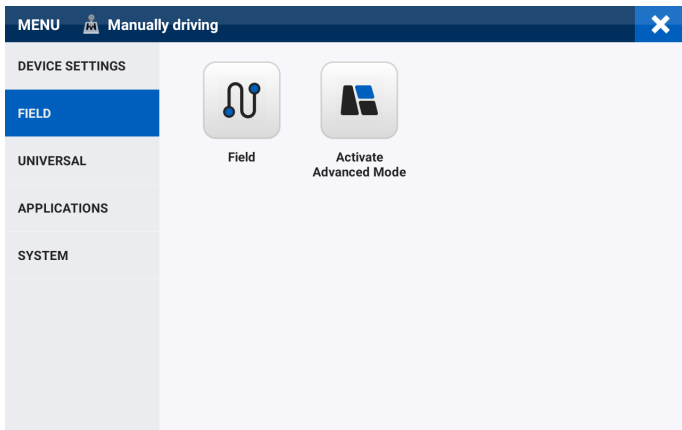 MENU
Manually driving
DEVICE SETTINGS
FIELD
UNIVERSAL
APPLICATIONS
SYSTEM
Field
Activate
Advanced Mode